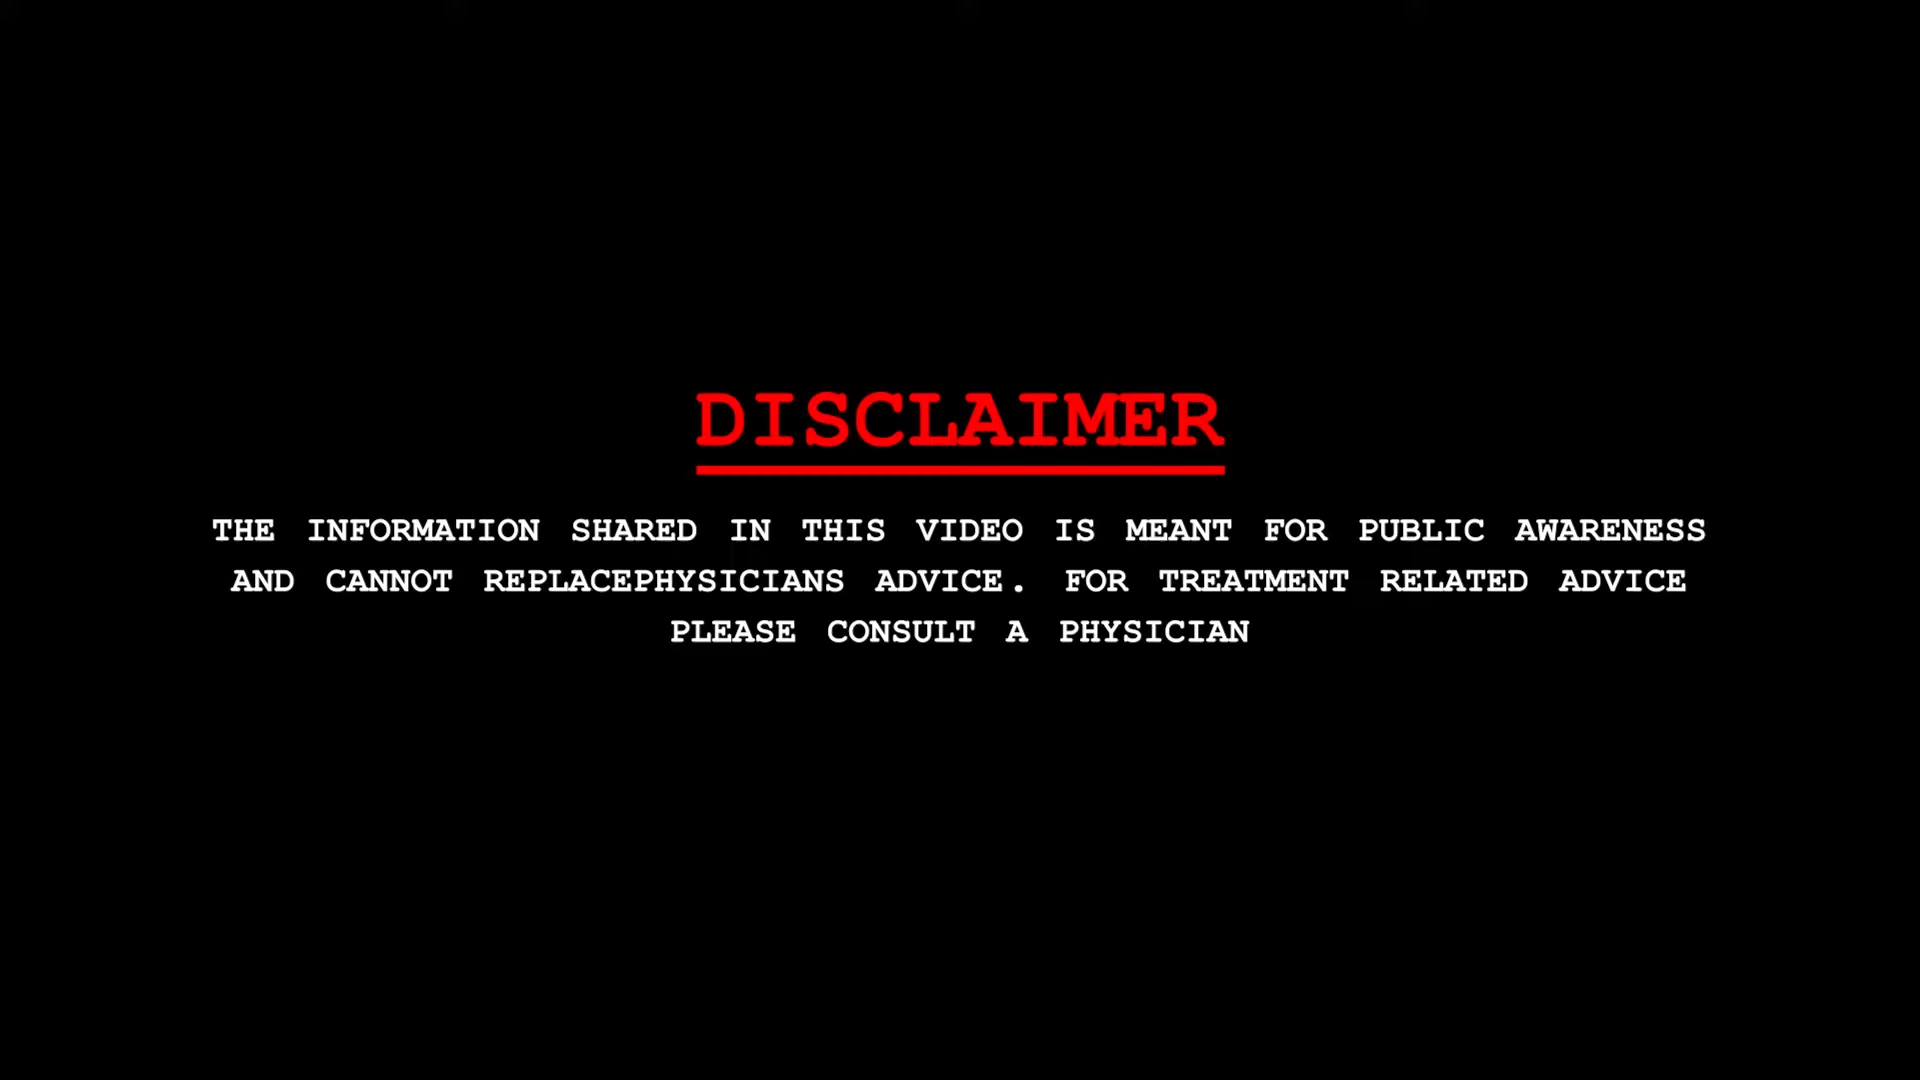 DISCLAIMER
THE INFORMATION SHARED IN THIS VIDEO IS MEANT FOR PUBLIC AWARENESS
AND CANNOT REPLACEPHYSICIANS ADVICE. FOR TREATMENT RELATED ADVICE
PLEASE CONSULT A PHYSICIAN